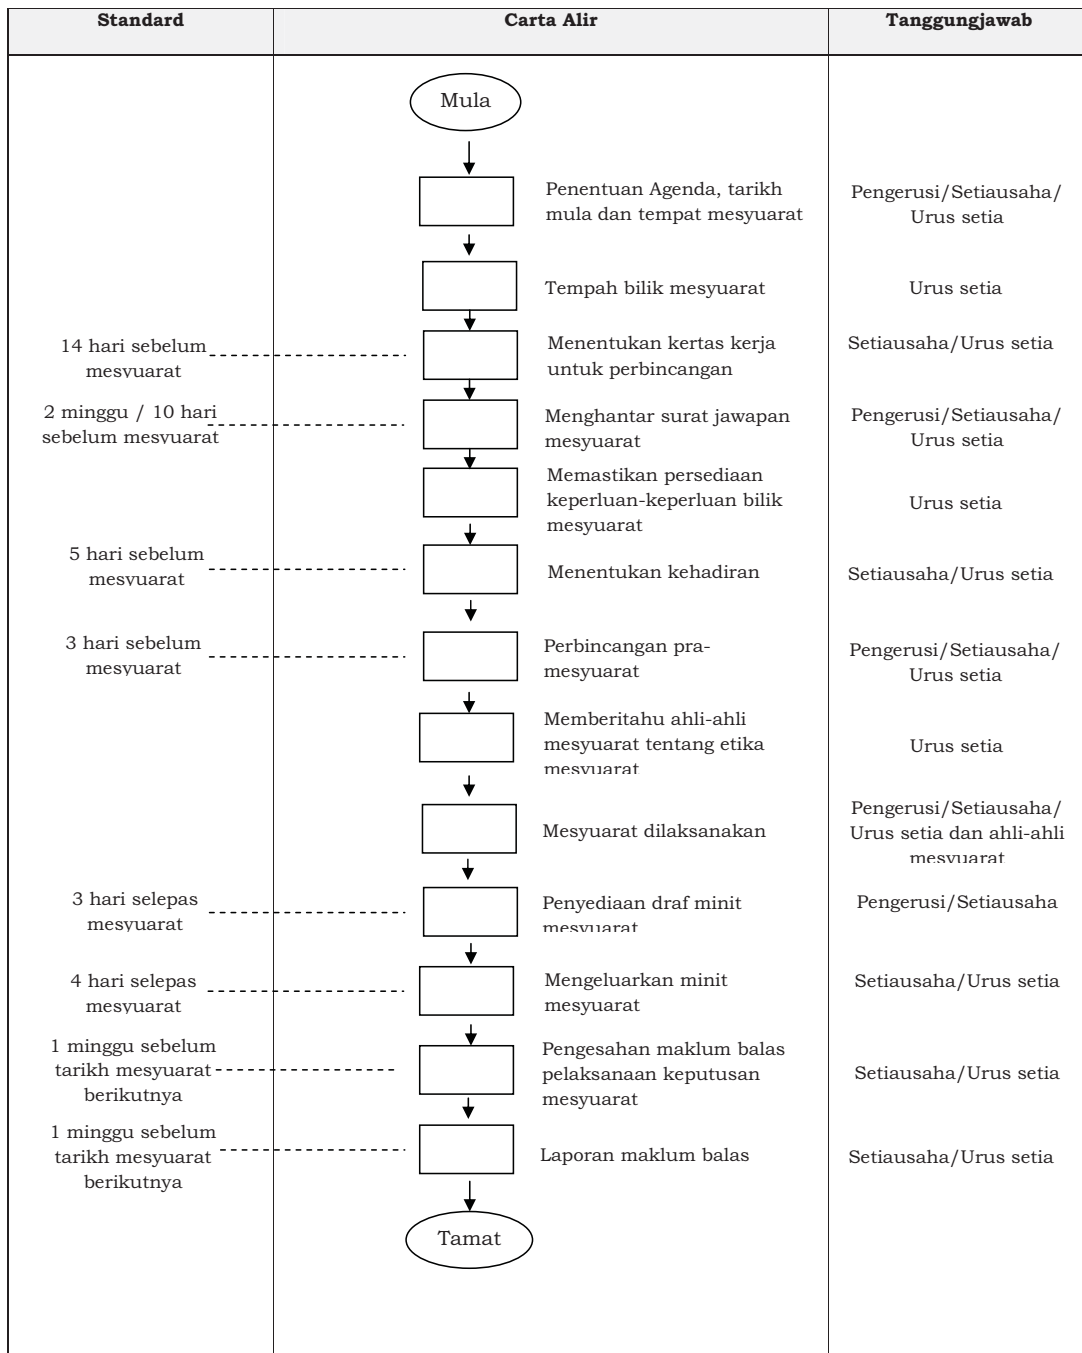 Standard
Carta Alir
Tanggungjawab
Mula
Penentuan Agenda, tarikh
mula dan tempat mesyuarat
Pengerusi/Setiausaha/
Urus setia
Tempah bilik mesyuarat
Urus setia
14 hari sebelum
mesyuarat
Menentukan kertas kerja
untuk perbincangan
Setiausaha/Urus setia
2 minggu / 10 hari
sebelum mesyuarat
Menghantar surat jawapan
mesyuarat
Pengerusi/Setiausaha/
Urus setia
Memastikan persediaan
keperluan-keperluan bilik
mesyuarat
Urus setia
5 hari sebelum
mesyuarat
Menentukan kehadiran
Setiausaha/Urus setia
3 hari sebelum
mesyuarat
Perbincangan pra-
mesyuarat
Pengerusi/Setiausaha/
Urus setia
Memberitahu ahli-ahli
mesyuarat tentang etika
mesyuarat
Urus setia
Mesyuarat dilaksanakan
Pengerusi/Setiausaha/
Urus setia dan ahli-ahli
mesyuarat
3 hari selepas
mesyuarat
Penyediaan draf minit
mesyuarat
Pengerusi/Setiausaha
4 hari selepas
mesyuarat
Mengeluarkan minit
mesyuarat
Setiausaha/Urus setia
1 minggu sebelum
tarikh mesyuarat
berikutnya
Pengesahan maklum balas
pelaksanaan keputusan
mesyuarat
Setiausaha/Urus setia
1 minggu sebelum
tarikh mesyuarat
berikutnya
Laporan maklum balas
Setiausaha/Urus setia
Tamat